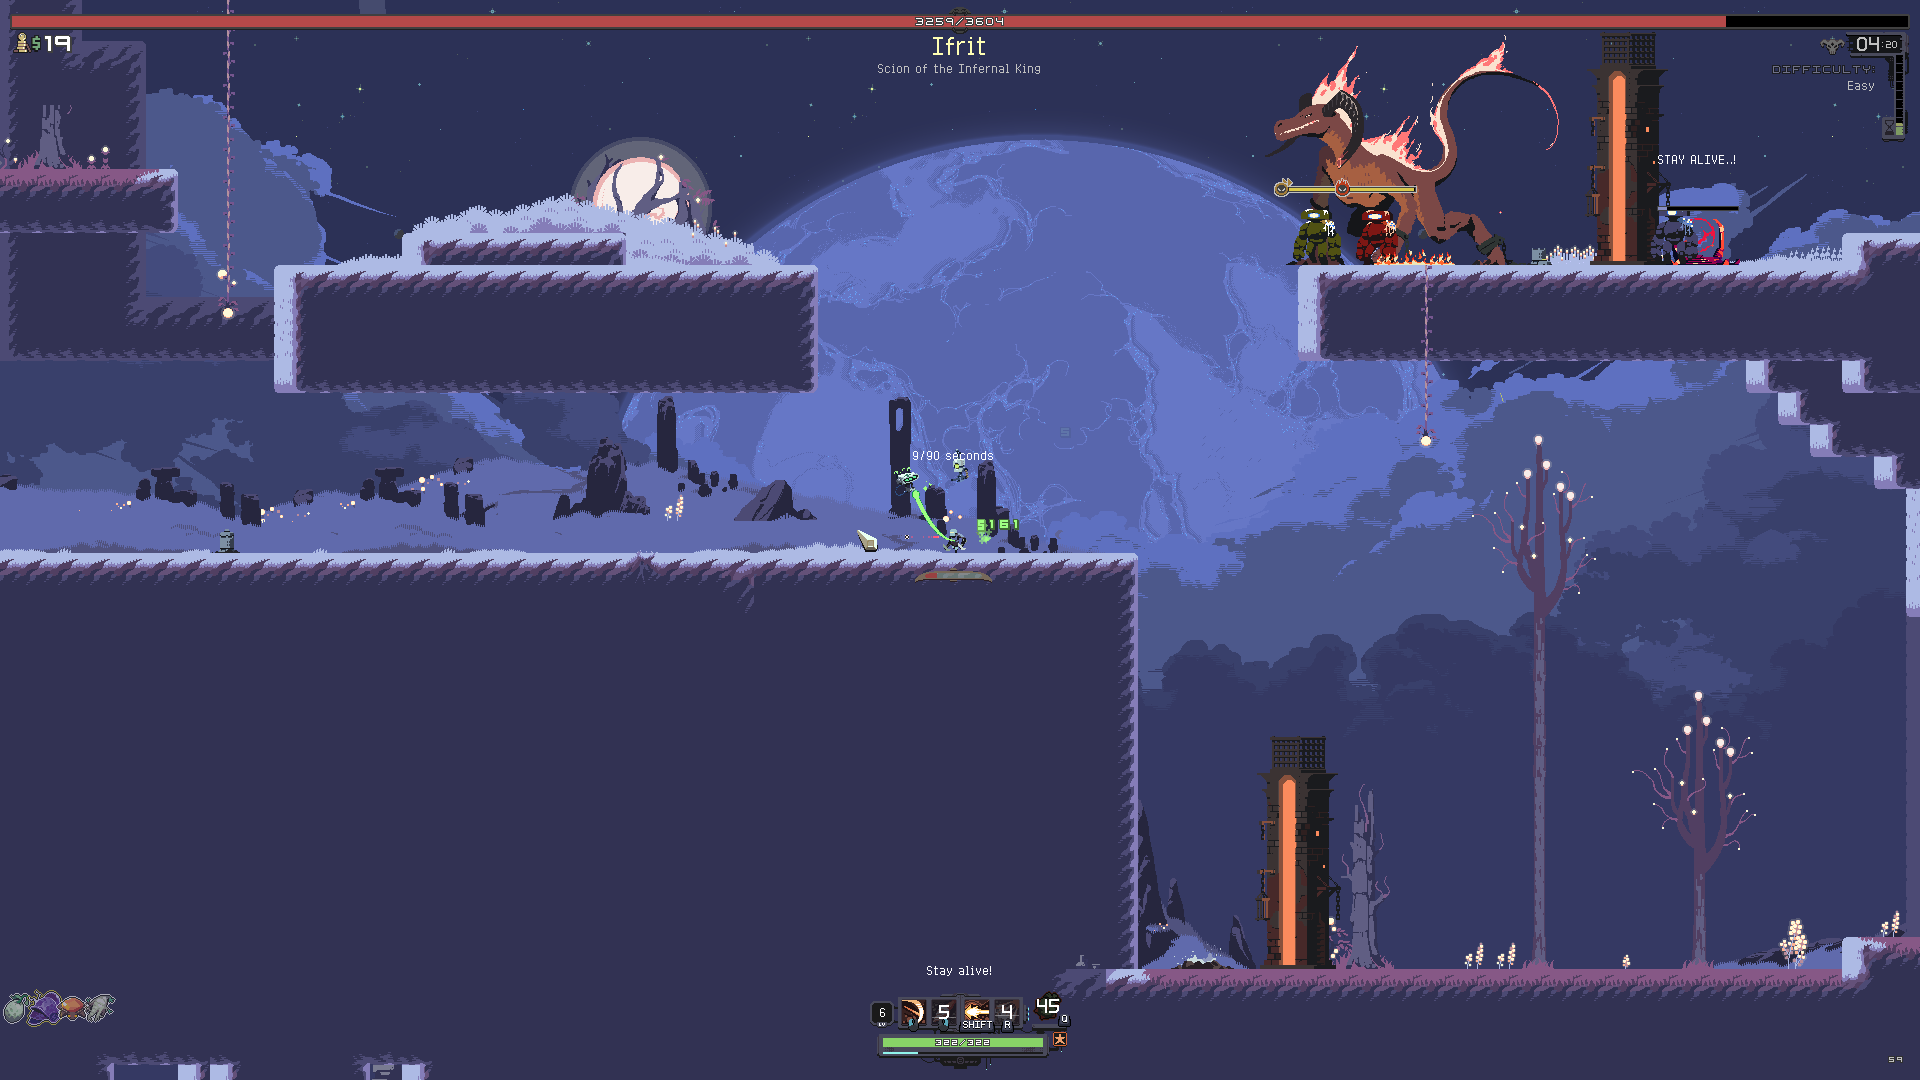 3259/3604
$19
Ifrit
Scion of the Infernal King
04:20
DIFFICULTY:
Easy
STAY ALIVE..!
9/90 seconds
Stay alive!
6
5
SHIFT
4
R
45
Q
322/322
59